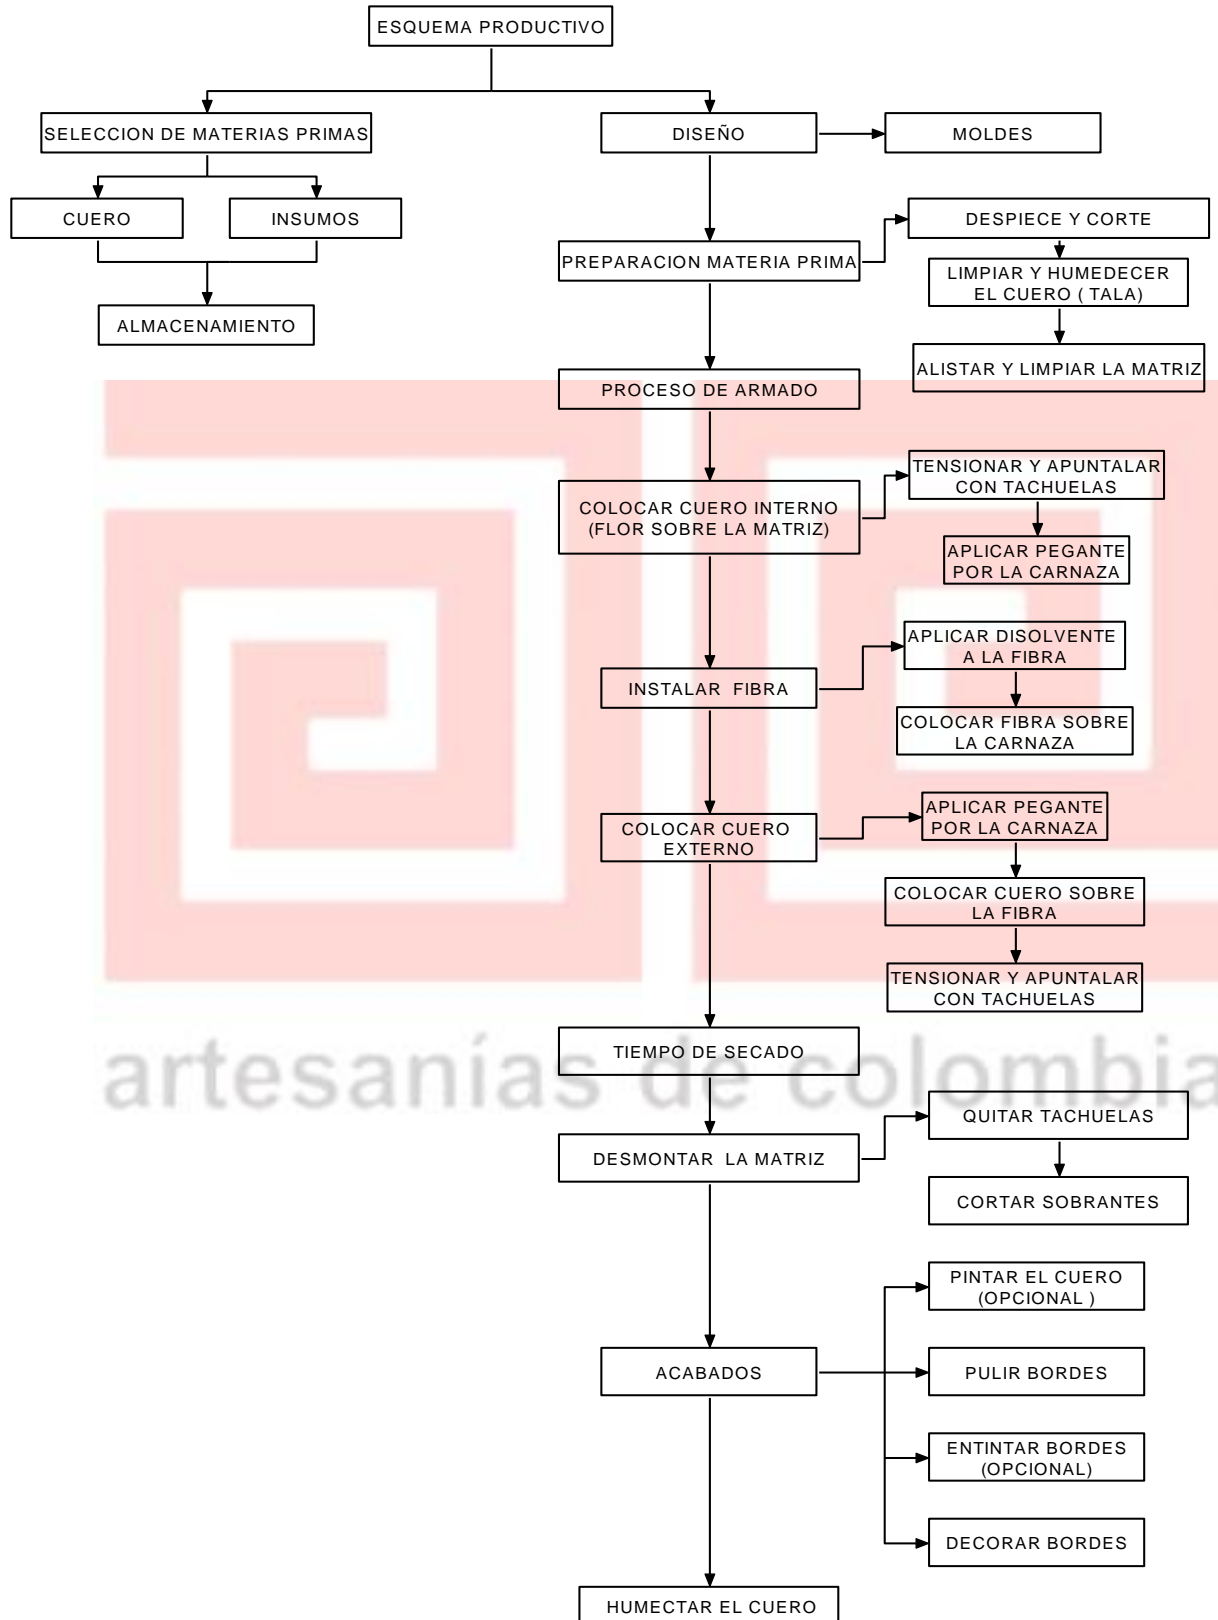 ESQUEMA PRODUCTIVO
SELECCION DE MATERIAS PRIMAS
DISEÑO
MOLDES
CUERO
INSUMOS
DESPIECE Y CORTE
PREPARACION MATERIA PRIMA
LIMPIAR Y HUMEDECER
EL CUERO ( TALA)
ALMACENAMIENTO
ALISTAR Y LIMPIAR LA MATRIZ
PROCESO DE ARMADO
TENSIONAR Y APUNTALAR
CON TACHUELAS
COLOCAR CUERO INTERNO
(FLOR SOBRE LA MATRIZ)
APLICAR PEGANTE
POR LA CARNAZA
APLICAR DISOLVENTE
A LA FIBRA
INSTALAR FIBRA
COLOCAR FIBRA SOBRE
LA CARNAZA
APLICAR PEGANTE
POR LA CARNAZA
COLOCAR CUERO
EXTERNO
COLOCAR CUERO SOBRE
LA FIBRA
TENSIONAR Y APUNTALAR
CON TACHUELAS
TIEMPO DE SECADO
artesanías de colombia
QUITAR TACHUELAS
DESMONTAR LA MATRIZ
CORTAR SOBRANTES
PINTAR EL CUERO
(OPCIONAL )
ACABADOS
PULIR BORDES
ENTINTAR BORDES
(OPCIONAL)
DECORAR BORDES
HUMECTAR EL CUERO